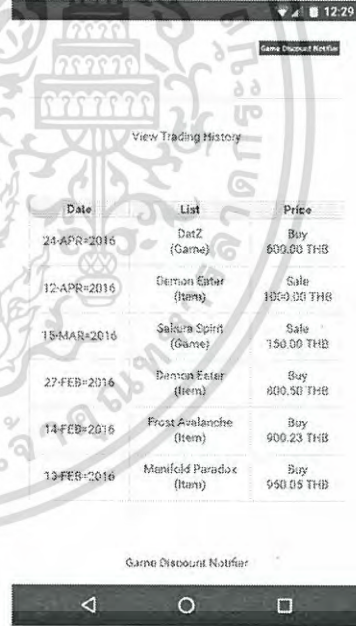 12:29
Game Discount Notifier
View Trading History
Date List Price
24-APR-2016 DatZ (Game) Buy 600.00 THB
12-APR-2016 Demon Eater (Item) Sale 1000.00 THB
15-MAR-2016 Sakura Spirit (Game) Sale 150.00 THB
27-FEB-2016 Demon Eater (Item) Buy 800.50 THB
14-FEB-2016 Frost Avalanche (Item) Buy 900.23 THB
13-FEB-2016 Manifold Paradox (Item) Buy 950.05 THB
Game Discount Notifier